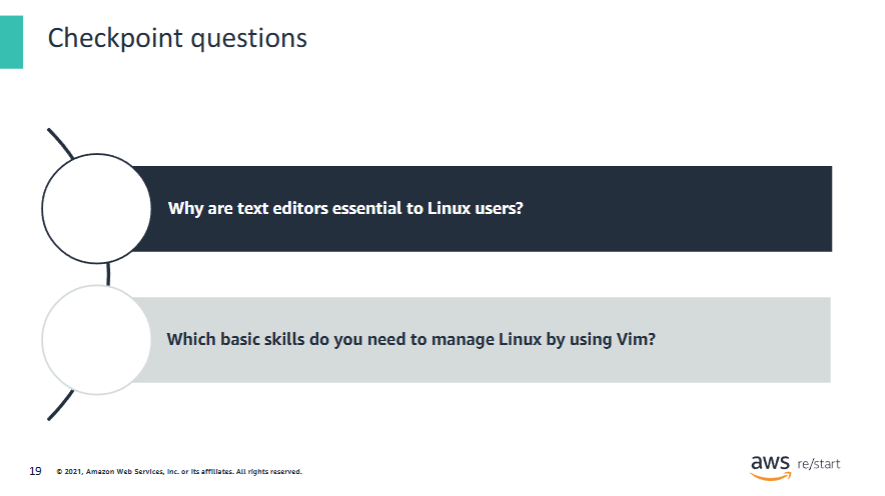 Checkpoint questions
Why are text editors essential to Linux users?
Which basic skills do you need to manage Linux by using Vim?
19 © 2021, Amazon Web Services, Inc. or its affiliates. All rights reserved.
aws re/start